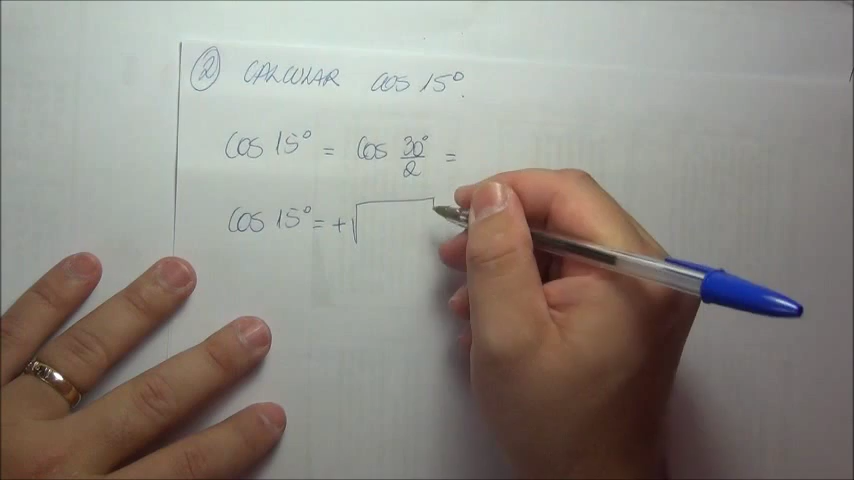 2 CALCULAR cos 15°.
cos 15° = cos 30°/2 =
cos 15° = +√